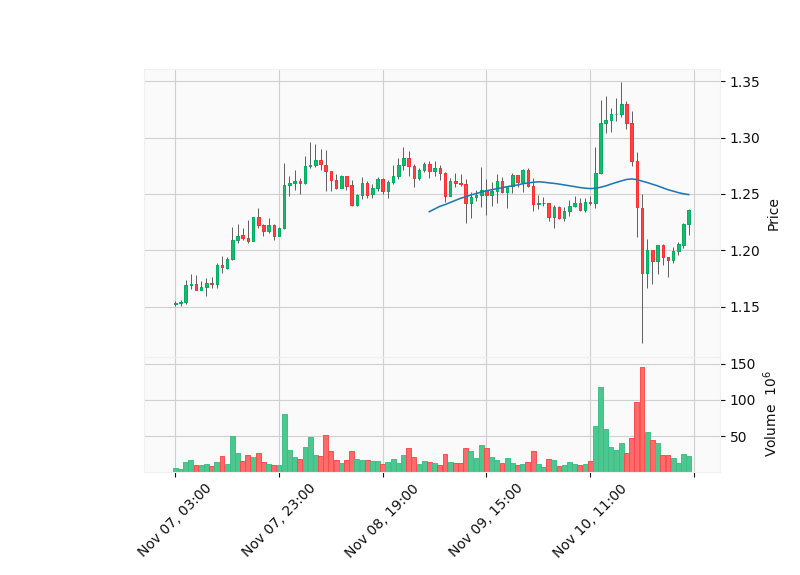 1.35
1.30
1.25
1.20
1.15
Price
150
100
50
Volume 10^6
Nov 07, 03:00
Nov 07, 23:00
Nov 08, 19:00
Nov 09, 15:00
Nov 10, 11:00